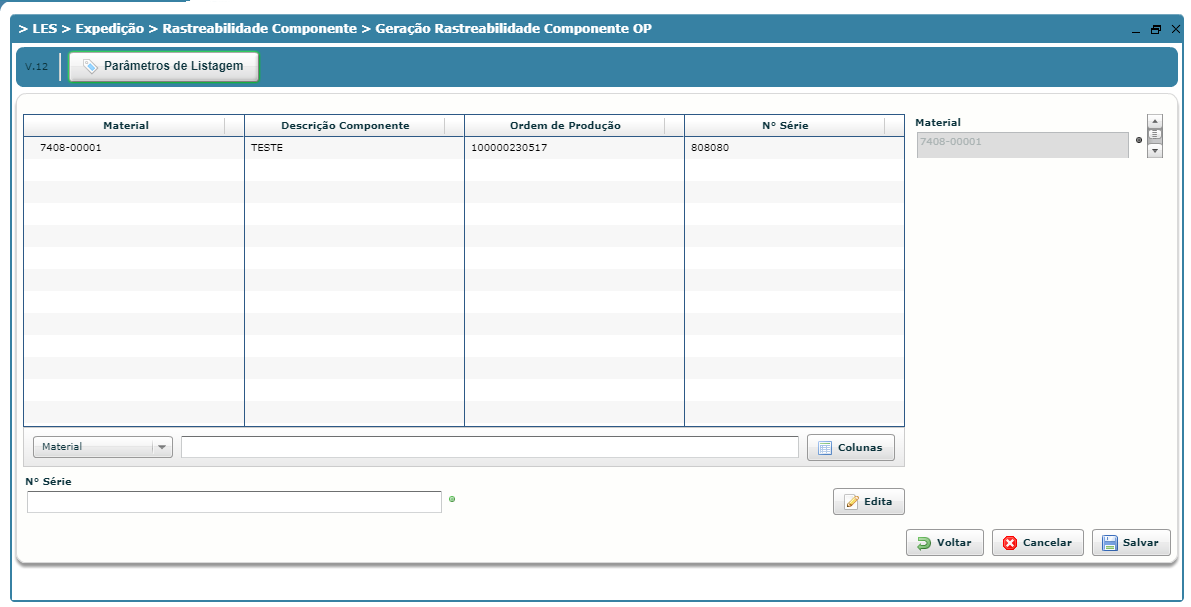 > LES > Expedição > Rastreabilidade Componente > Geração Rastreabilidade Componente OP
V.12 Parâmetros de Listagem
Material Descrição Componente Ordem de Produção Nº Série
7408-00001 TESTE 100000230517 808080
Material
7408-00001
Material Colunas
Nº Série
Edita
Voltar Cancelar Salvar